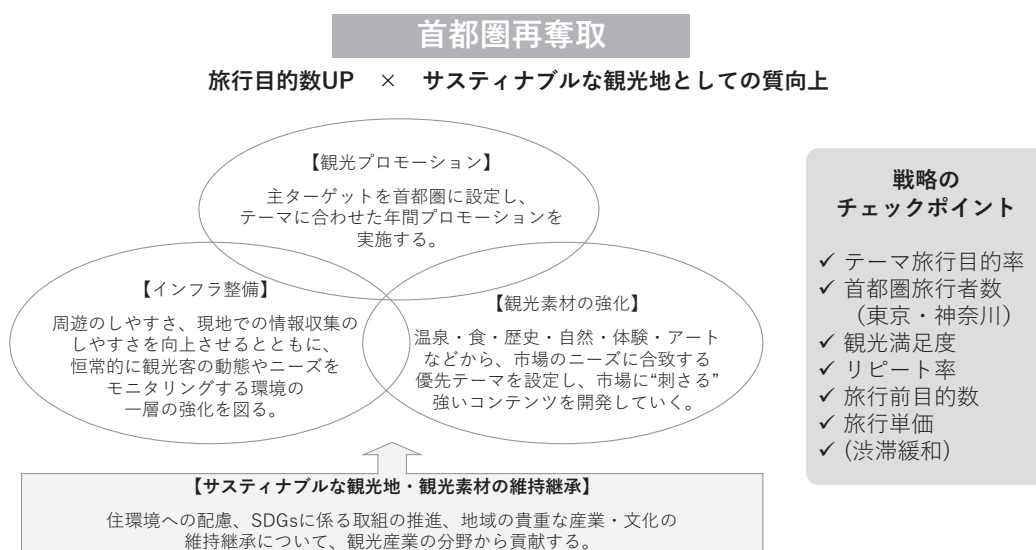 首都圏再奪取
旅行目的数UP × サスティナブルな観光地としての質向上
【観光プロモーション】
主ターゲットを首都圏に設定し、
テーマに合わせた年間プロモーションを
実施する。
【インフラ整備】
周遊のしやすさ、現地での情報収集の
しやすさを向上させるとともに、
恒常的に観光客の動態やニーズを
モニタリングする環境の
一層の強化を図る。
【観光素材の強化】
温泉・食・歴史・自然・体験・アート
などから、市場のニーズに合致する
優先テーマを設定し、市場に“刺さる”
強いコンテンツを開発していく。
【サスティナブルな観光地・観光素材の維持継承】
住環境への配慮、SDGsに係る取組の推進、地域の貴重な産業・文化の
維持継承について、観光産業の分野から貢献する。
戦略の
チェックポイント
✓ テーマ旅行目的率
✓ 首都圏旅行者数
（東京・神奈川）
✓ 観光満足度
✓ リピート率
✓ 旅行前目的数
✓ 旅行単価
✓ (渋滞緩和)